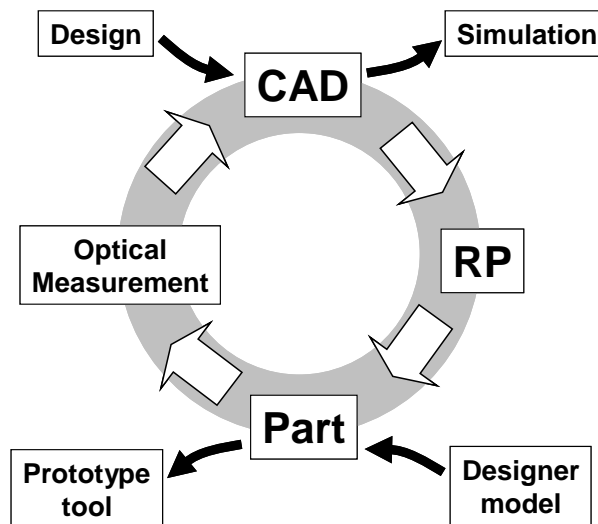 Design
Simulation
CAD
Optical
Measurement
RP
Part
Prototype
tool
Designer
model